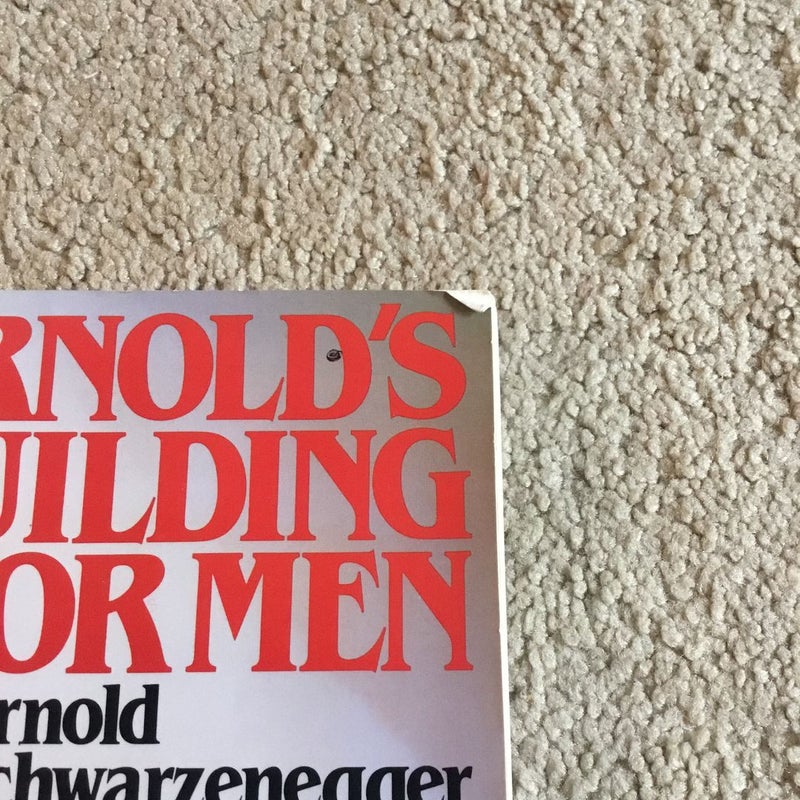 RNOLD'S
UILDING
OR MEN
rnold
chwarzenegger